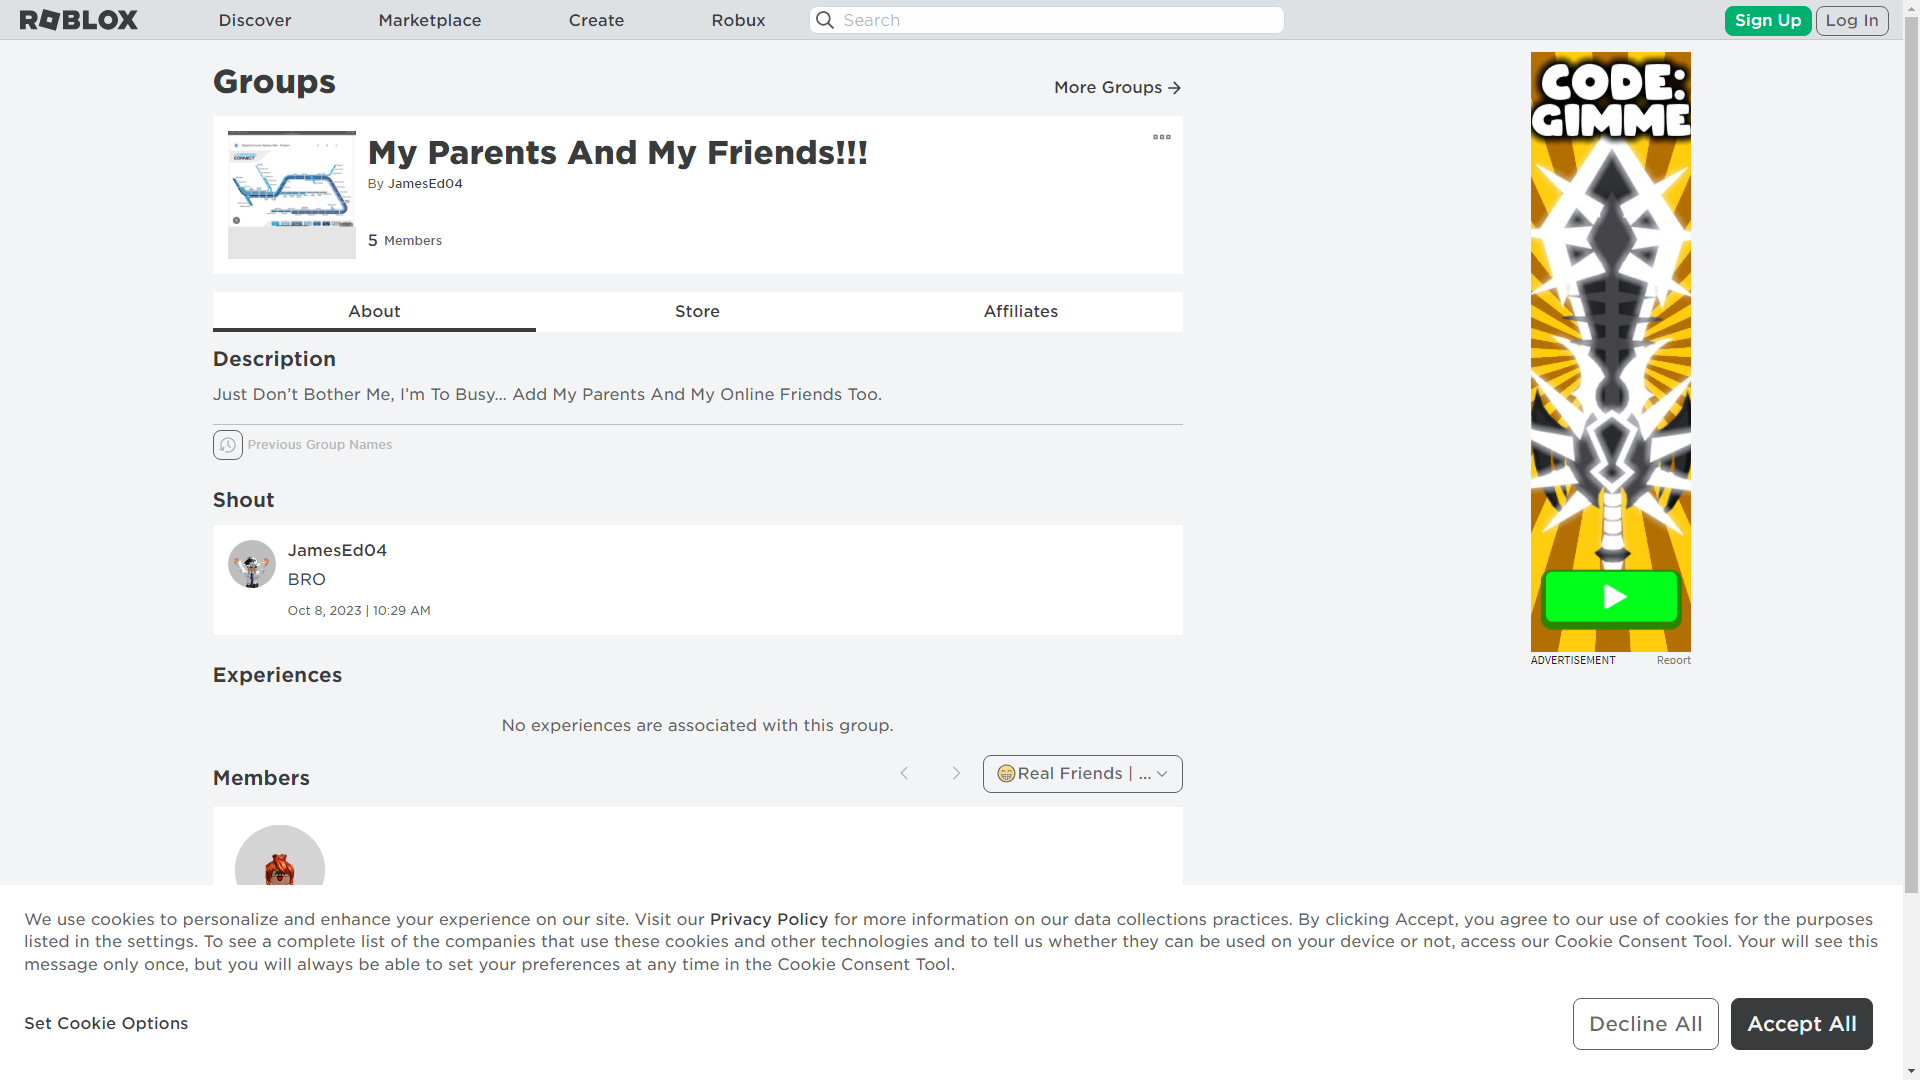 ROBLOX
Discover
Marketplace
Create
Robux
Search
Sign Up
Log In
Groups
More Groups
My Parents And My Friends!!!
By JamesEd04
5 Members
About
Store
Affiliates
Description
Just Don’t Bother Me, I’m To Busy... Add My Parents And My Online Friends Too.
Previous Group Names
Shout
JamesEd04
BRO
Oct 8, 2023 | 10:29 AM
Experiences
No experiences are associated with this group.
Members
😁Real Friends | ...
CODE:
GIMME
ADVERTISEMENT
Report
We use cookies to personalize and enhance your experience on our site. Visit our Privacy Policy for more information on our data collections practices. By clicking Accept, you agree to our use of cookies for the purposes
listed in the settings. To see a complete list of the companies that use these cookies and other technologies and to tell us whether they can be used on your device or not, access our Cookie Consent Tool. Your will see this
message only once, but you will always be able to set your preferences at any time in the Cookie Consent Tool.
Set Cookie Options
Decline All
Accept All